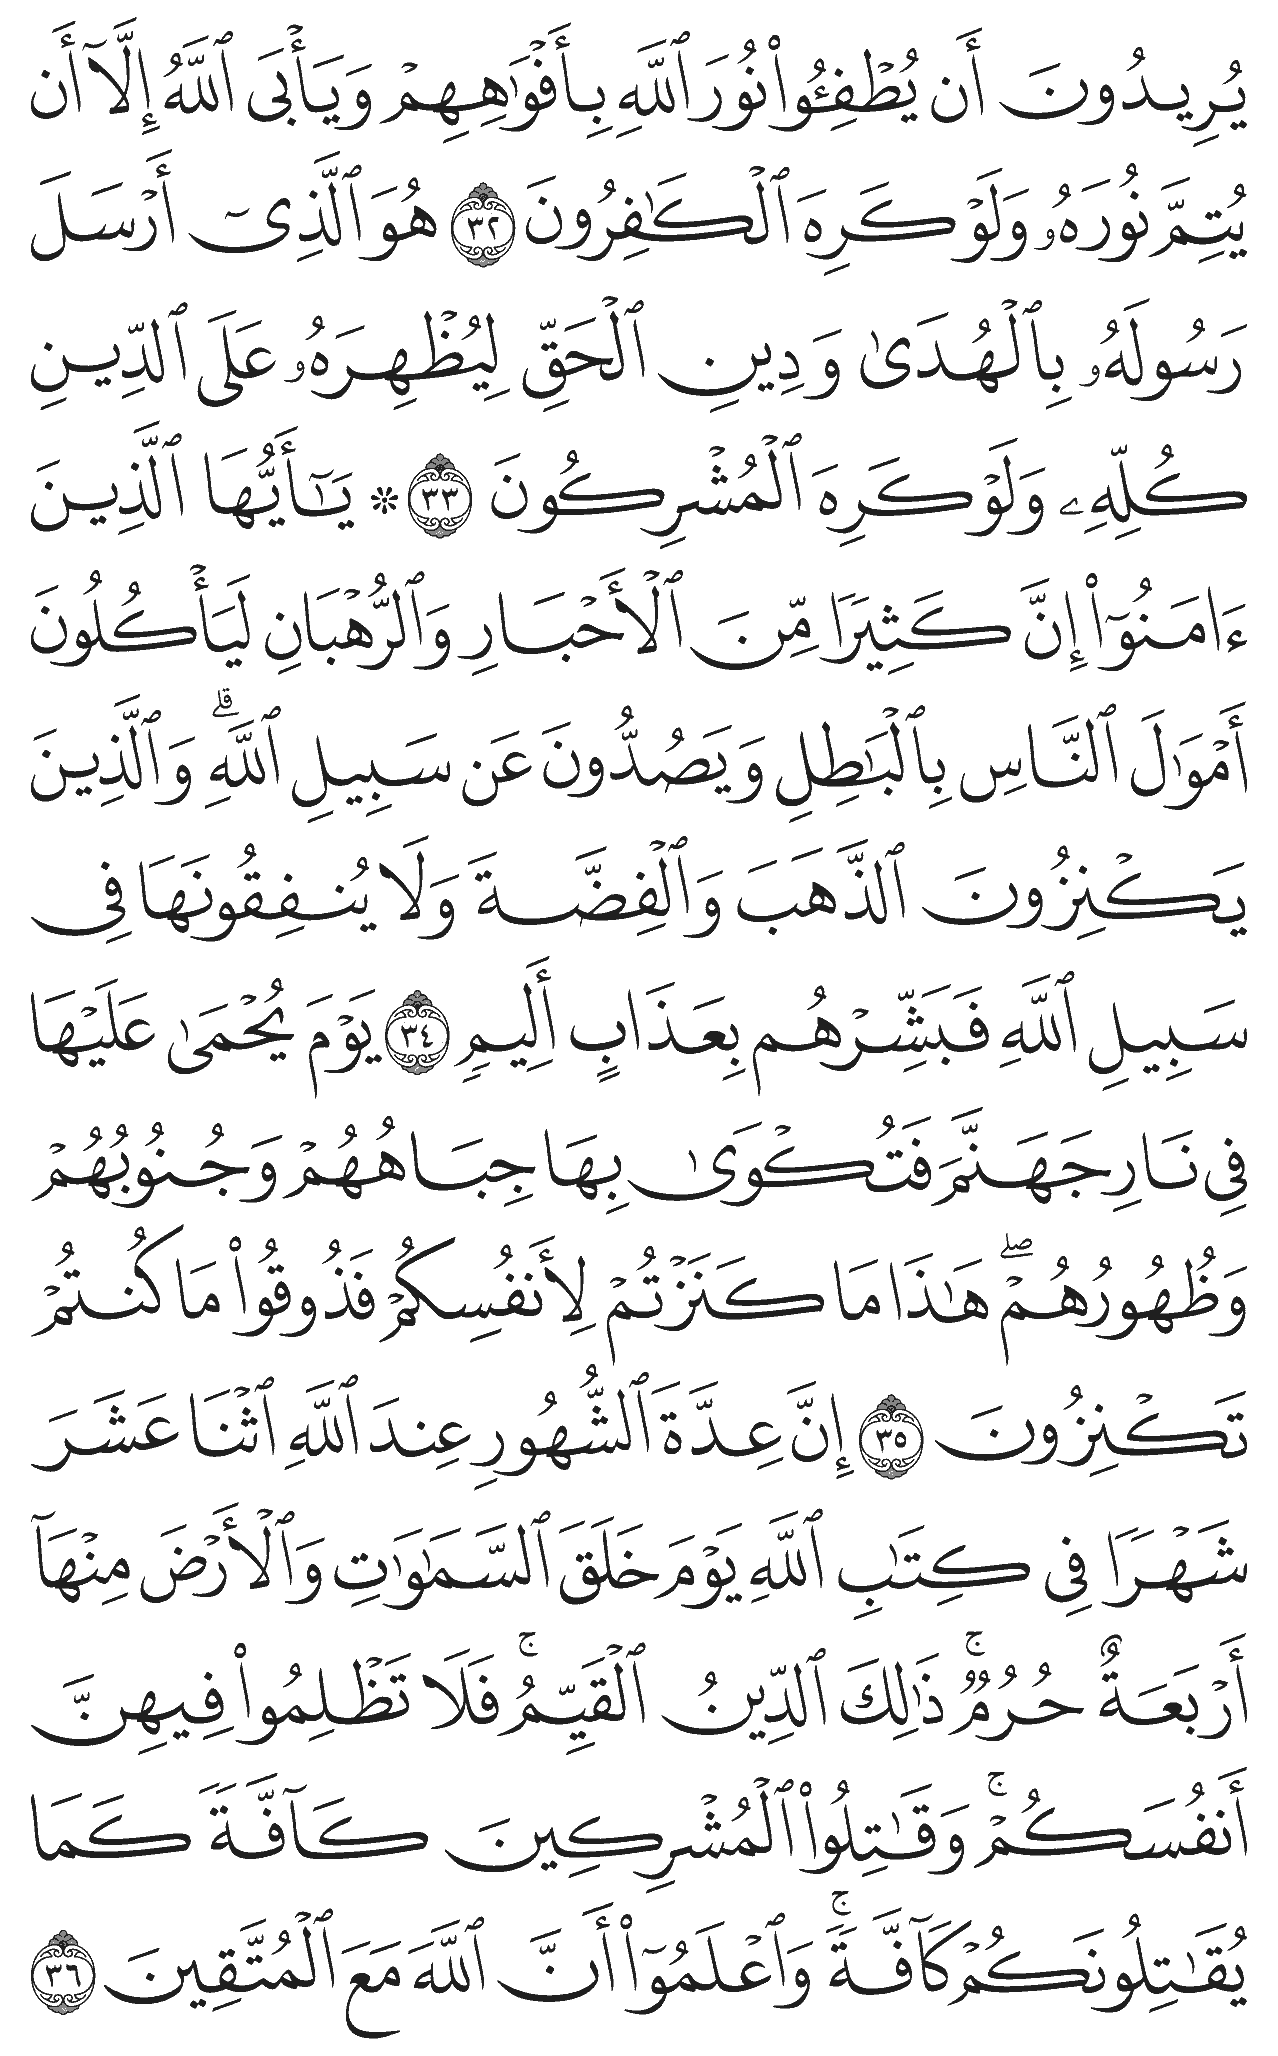 يُرِيدُونَ أَن يُطْفِـُٔوا۟ نُورَ ٱللَّهِ بِأَفْوَٰهِهِمْ وَيَأْبَى ٱللَّهُ إِلَّآ أَن
يُتِمَّ نُورَهُۥ وَلَوْ كَرِهَ ٱلْكَـٰفِرُونَ ٣٢ هُوَ ٱلَّذِىٓ أَرْسَلَ
رَسُولَهُۥ بِٱلْهُدَىٰ وَدِينِ ٱلْحَقِّ لِيُظْهِرَهُۥ عَلَى ٱلدِّينِ
كُلِّهِۦ وَلَوْ كَرِهَ ٱلْمُشْرِكُونَ ٣٣ ۞ يَـٰٓأَيُّهَا ٱلَّذِينَ
ءَامَنُوٓا۟ إِنَّ كَثِيرًا مِّنَ ٱلْأَحْبَارِ وَٱلرُّهْبَانِ لَيَأْكُلُونَ
أَمْوَٰلَ ٱلنَّاسِ بِٱلْبَـٰطِلِ وَيَصُدُّونَ عَن سَبِيلِ ٱللَّهِ ۗ وَٱلَّذِينَ
يَكْنِزُونَ ٱلذَّهَبَ وَٱلْفِضَّةَ وَلَا يُنفِقُونَهَا فِى
سَبِيلِ ٱللَّهِ فَبَشِّرْهُم بِعَذَابٍ أَلِيمٍ ٣٤ يَوْمَ يُحْمَىٰ عَلَيْهَا
فِى نَارِ جَهَنَّمَ فَتُكْوَىٰ بِهَا جِبَاهُهُمْ وَجُنُوبُهُمْ
وَظُهُورُهُمْ ۖ هَـٰذَا مَا كَنَزْتُمْ لِأَنفُسِكُمْ فَذُوقُوا۟ مَا كُنتُمْ
تَكْنِزُونَ ٣٥ إِنَّ عِدَّةَ ٱلشُّهُورِ عِندَ ٱللَّهِ ٱثْنَا عَشَرَ
شَهْرًا فِى كِتَـٰبِ ٱللَّهِ يَوْمَ خَلَقَ ٱلسَّمَـٰوَٰتِ وَٱلْأَرْضَ مِنْهَآ
أَرْبَعَةٌ حُرُمٌ ۚ ذَٰلِكَ ٱلدِّينُ ٱلْقَيِّمُ ۚ فَلَا تَظْلِمُوا۟ فِيهِنَّ
أَنفُسَكُمْ ۚ وَقَـٰتِلُوا۟ ٱلْمُشْرِكِينَ كَآفَّةً كَمَا
يُقَـٰتِلُونَكُمْ كَآفَّةً ۚ وَٱعْلَمُوٓا۟ أَنَّ ٱللَّهَ مَعَ ٱلْمُتَّقِينَ ٣٦